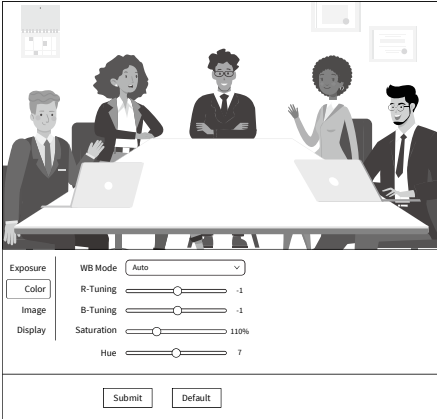 Exposure
WB Mode Auto
Color
R-Tuning -1
Image
B-Tuning -1
Display
Saturation 110%
Hue 7
Submit Default